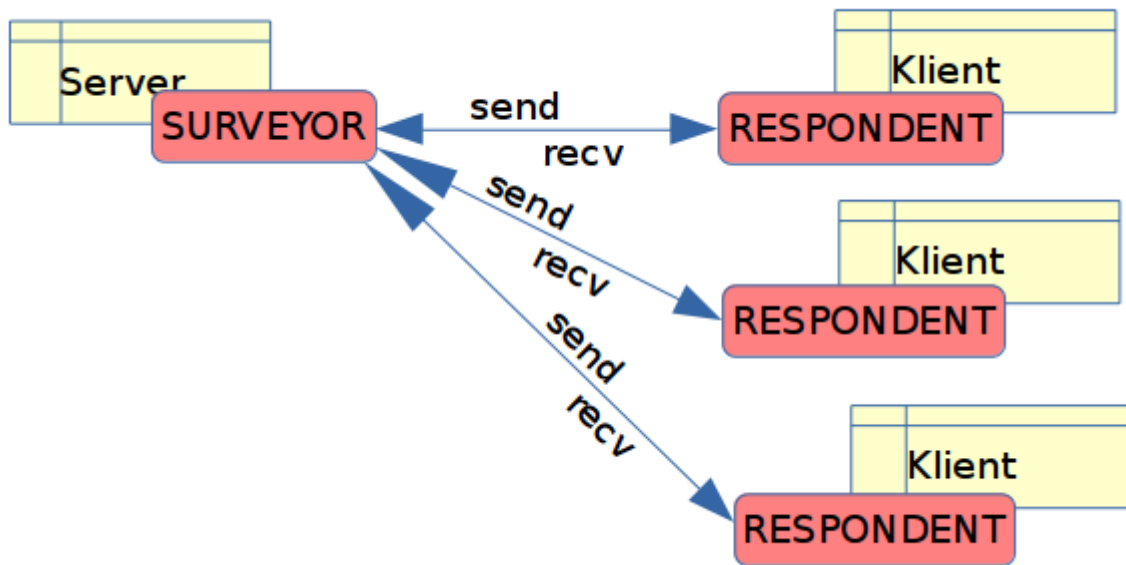 Server
SURVEYOR
send
recv
Klient
RESPONDENT
send
recv
Klient
RESPONDENT
send
recv
Klient
RESPONDENT